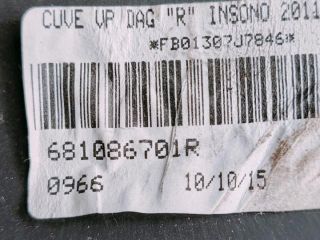 CUVE VP DAG "R" INSONO 2011
*FB01307J7846*
681086701R
0966 10/10/15